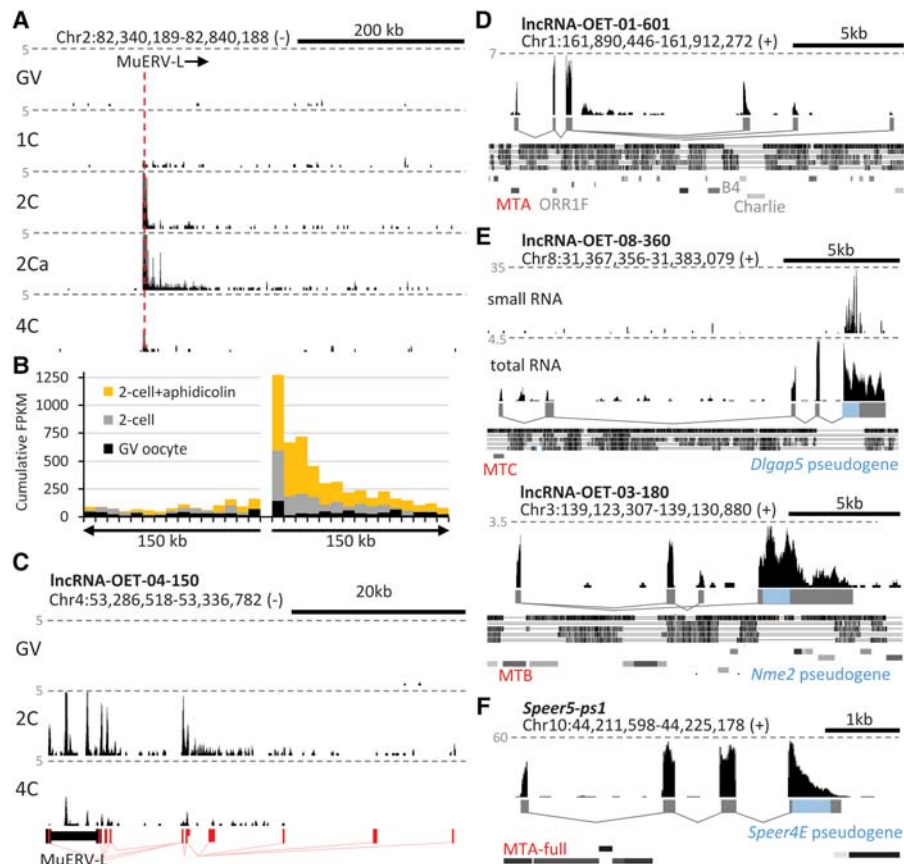 A
Chr2:82,340,189-82,840,188 (-)
200 kb
5
MuERV-L
GV
5
1C
5
2C
5
2Ca
5
4C
B
Cumulative FPKM
1250
1000
750
500
250
0
2-cell+aphidicolin
2-cell
GV oocyte
150 kb
150 kb
C
lncRNA-OET-04-150
Chr4:53,286,518-53,336,782 (-)
20kb
5
GV
5
2C
5
4C
MuERV-L
D
lncRNA-OET-01-601
Chr1:161,890,446-161,912,272 (+)
5kb
7
MTA
ORR1F
B4
Charlie
E
lncRNA-OET-08-360
Chr8:31,367,356-31,383,079 (+)
5kb
35
small RNA
4.5
total RNA
MTC
Dlgap5 pseudogene
lncRNA-OET-03-180
Chr3:139,123,307-139,130,880 (+)
5kb
3.5
MTB
Nme2 pseudogene
F
Speer5-ps1
Chr10:44,211,598-44,225,178 (+)
1kb
60
Speer4E pseudogene
MTA-full